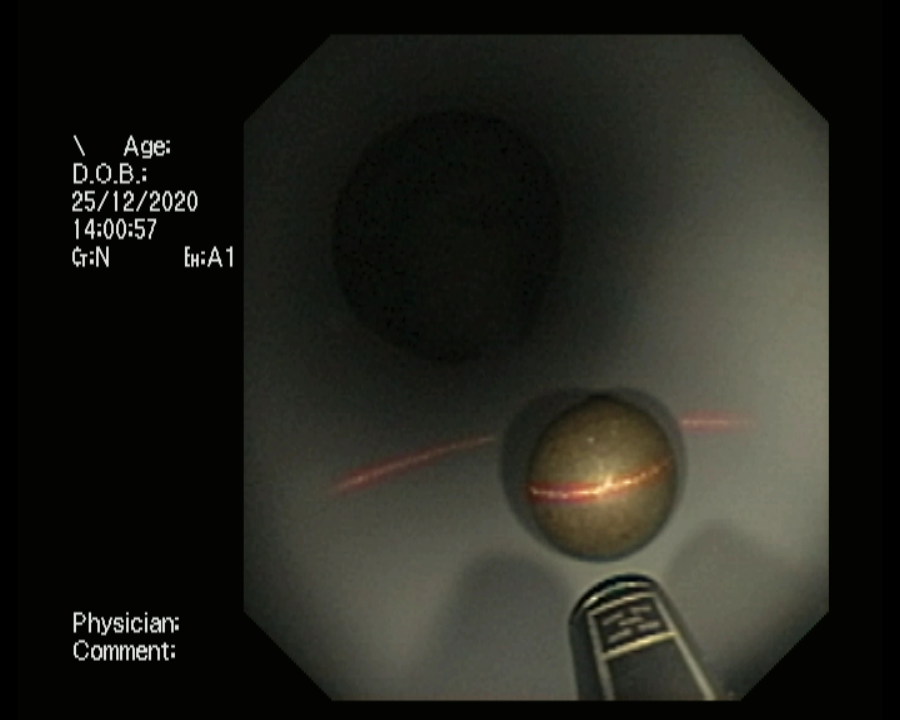 \ Age:
D.O.B.:
25/12/2020
14:00:57
Cr:N EH:A1
Physician:
Comment: